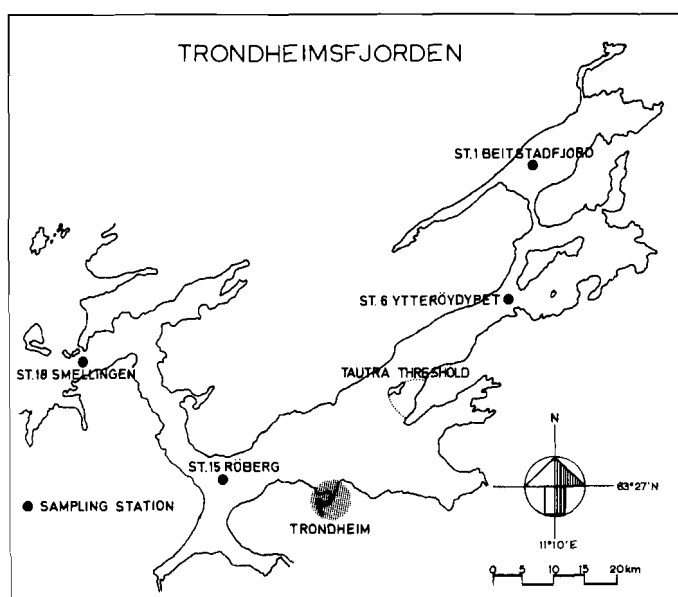 TRONDHEIMSFJORDEN
ST.1 BEITSTADFJORD
ST. 6 YTTERÖYDYPET
TAUTRA THRESHOLD
ST.18 SMELLINGEN
ST.15 RÖBERG
N
63°27'N
SAMPLING STATION
TRONDHEIM
11°10'E
0 5 10 15 20km